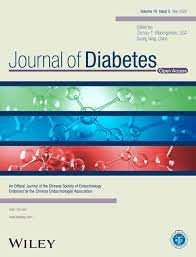 Volume 14 Issue 5 May 2022
Edited by
Zachary T. Bloomgarden, USA
Guang Ning, China
Journal of Diabetes
Open Access
An Official Journal of the Chinese Society of Endocrinology
Endorsed by the Chinese Endocrinologist Association
WILEY